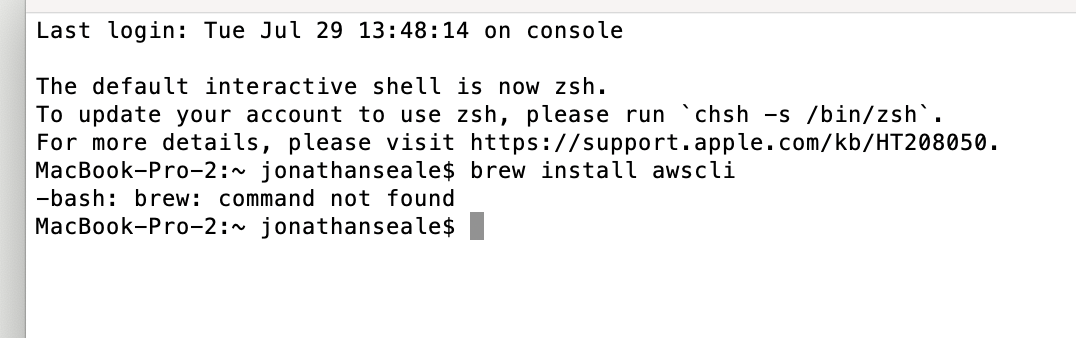 Last login: Tue Jul 29 13:48:14 on console
The default interactive shell is now zsh.
To update your account to use zsh, please run `chsh -s /bin/zsh`.
For more details, please visit https://support.apple.com/kb/HT208050.
MacBook-Pro-2:~ jonathanseale$ brew install awscli
-bash: brew: command not found
MacBook-Pro-2:~ jonathanseale$